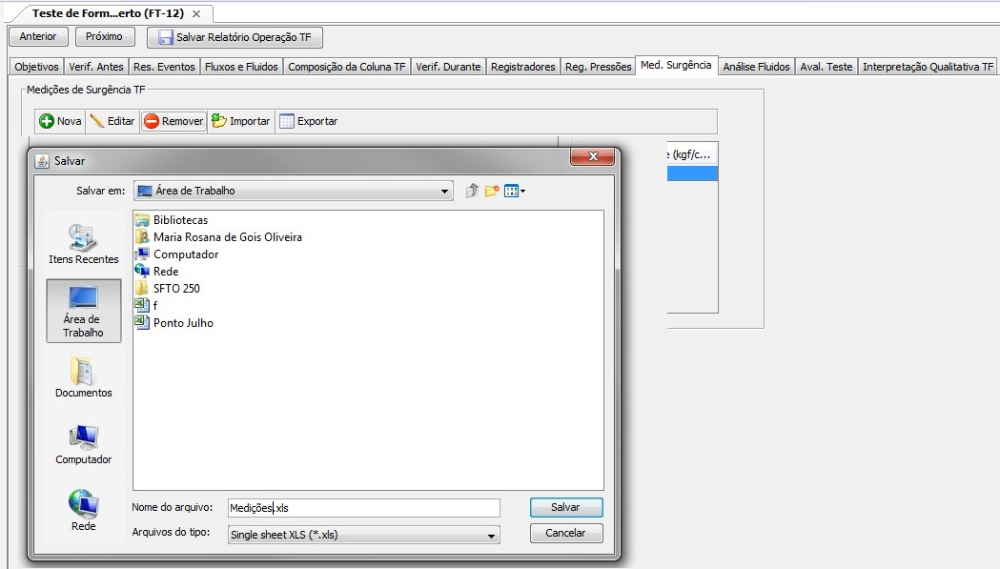 Teste de Form...erto (FT-12)
Anterior Próximo Salvar Relatório Operação TF
Objetivos Verif. Antes Res. Eventos Fluxos e Fluidos Composição da Coluna TF Verif. Durante Registradores Reg. Pressões Med. Surgência Análise Fluidos Aval. Teste Interpretação Qualitativa TF
Medições de Surgência TF
Nova Editar Remover Importar Exportar
Salvar
e (kgf/c...
Salvar em: Área de Trabalho
Bibliotecas
Maria Rosana de Gois Oliveira
Computador
Rede
SFTO 250
f
Ponto Julho
Itens Recentes
Área de
Trabalho
Documentos
Computador
Rede
Nome do arquivo: Medições.xls Salvar
Arquivos do tipo: Single sheet XLS (*.xls) Cancelar